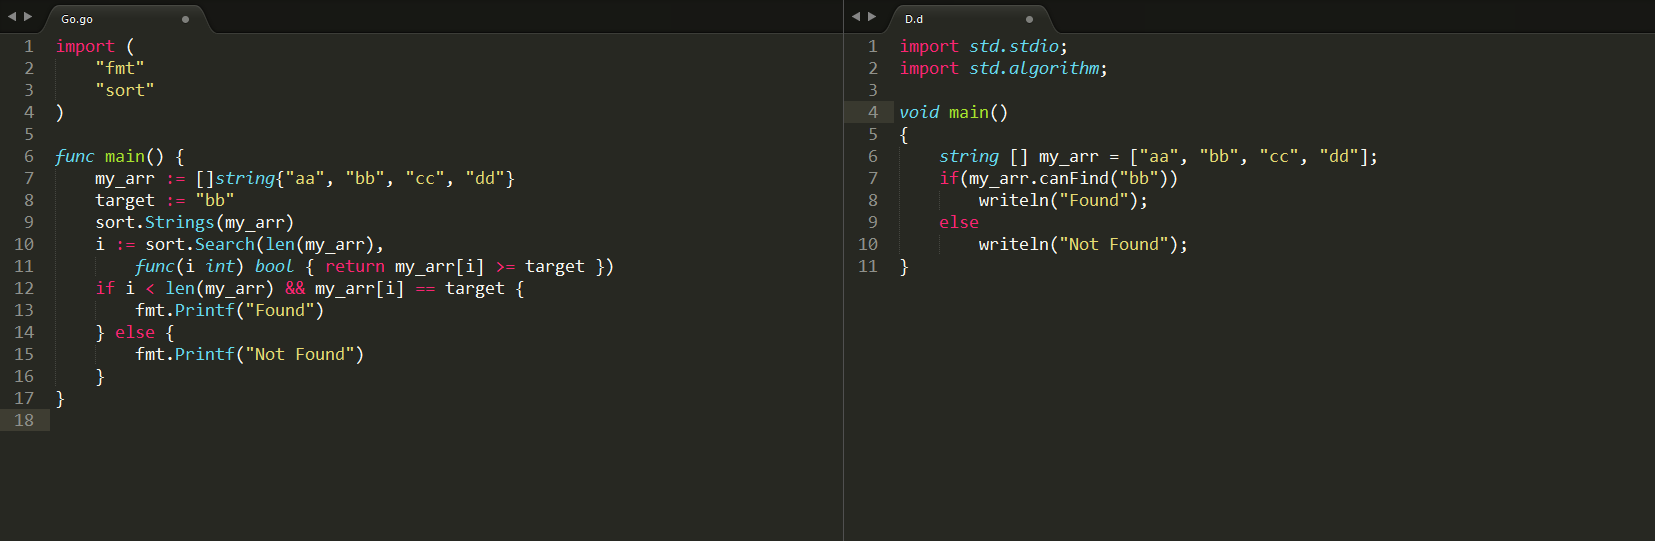 Go.go
1 import (
2     "fmt"
3     "sort"
4 )
5
6 func main() {
7     my_arr := []string{"aa", "bb", "cc", "dd"}
8     target := "bb"
9     sort.Strings(my_arr)
10     i := sort.Search(len(my_arr),
11         func(i int) bool { return my_arr[i] >= target })
12     if i < len(my_arr) && my_arr[i] == target {
13         fmt.Printf("Found")
14     } else {
15         fmt.Printf("Not Found")
16     }
17 }
18
D.d
1 import std.stdio;
2 import std.algorithm;
3
4 void main()
5 {
6     string [] my_arr = ["aa", "bb", "cc", "dd"];
7     if(my_arr.canFind("bb"))
8         writeln("Found");
9     else
10         writeln("Not Found");
11 }